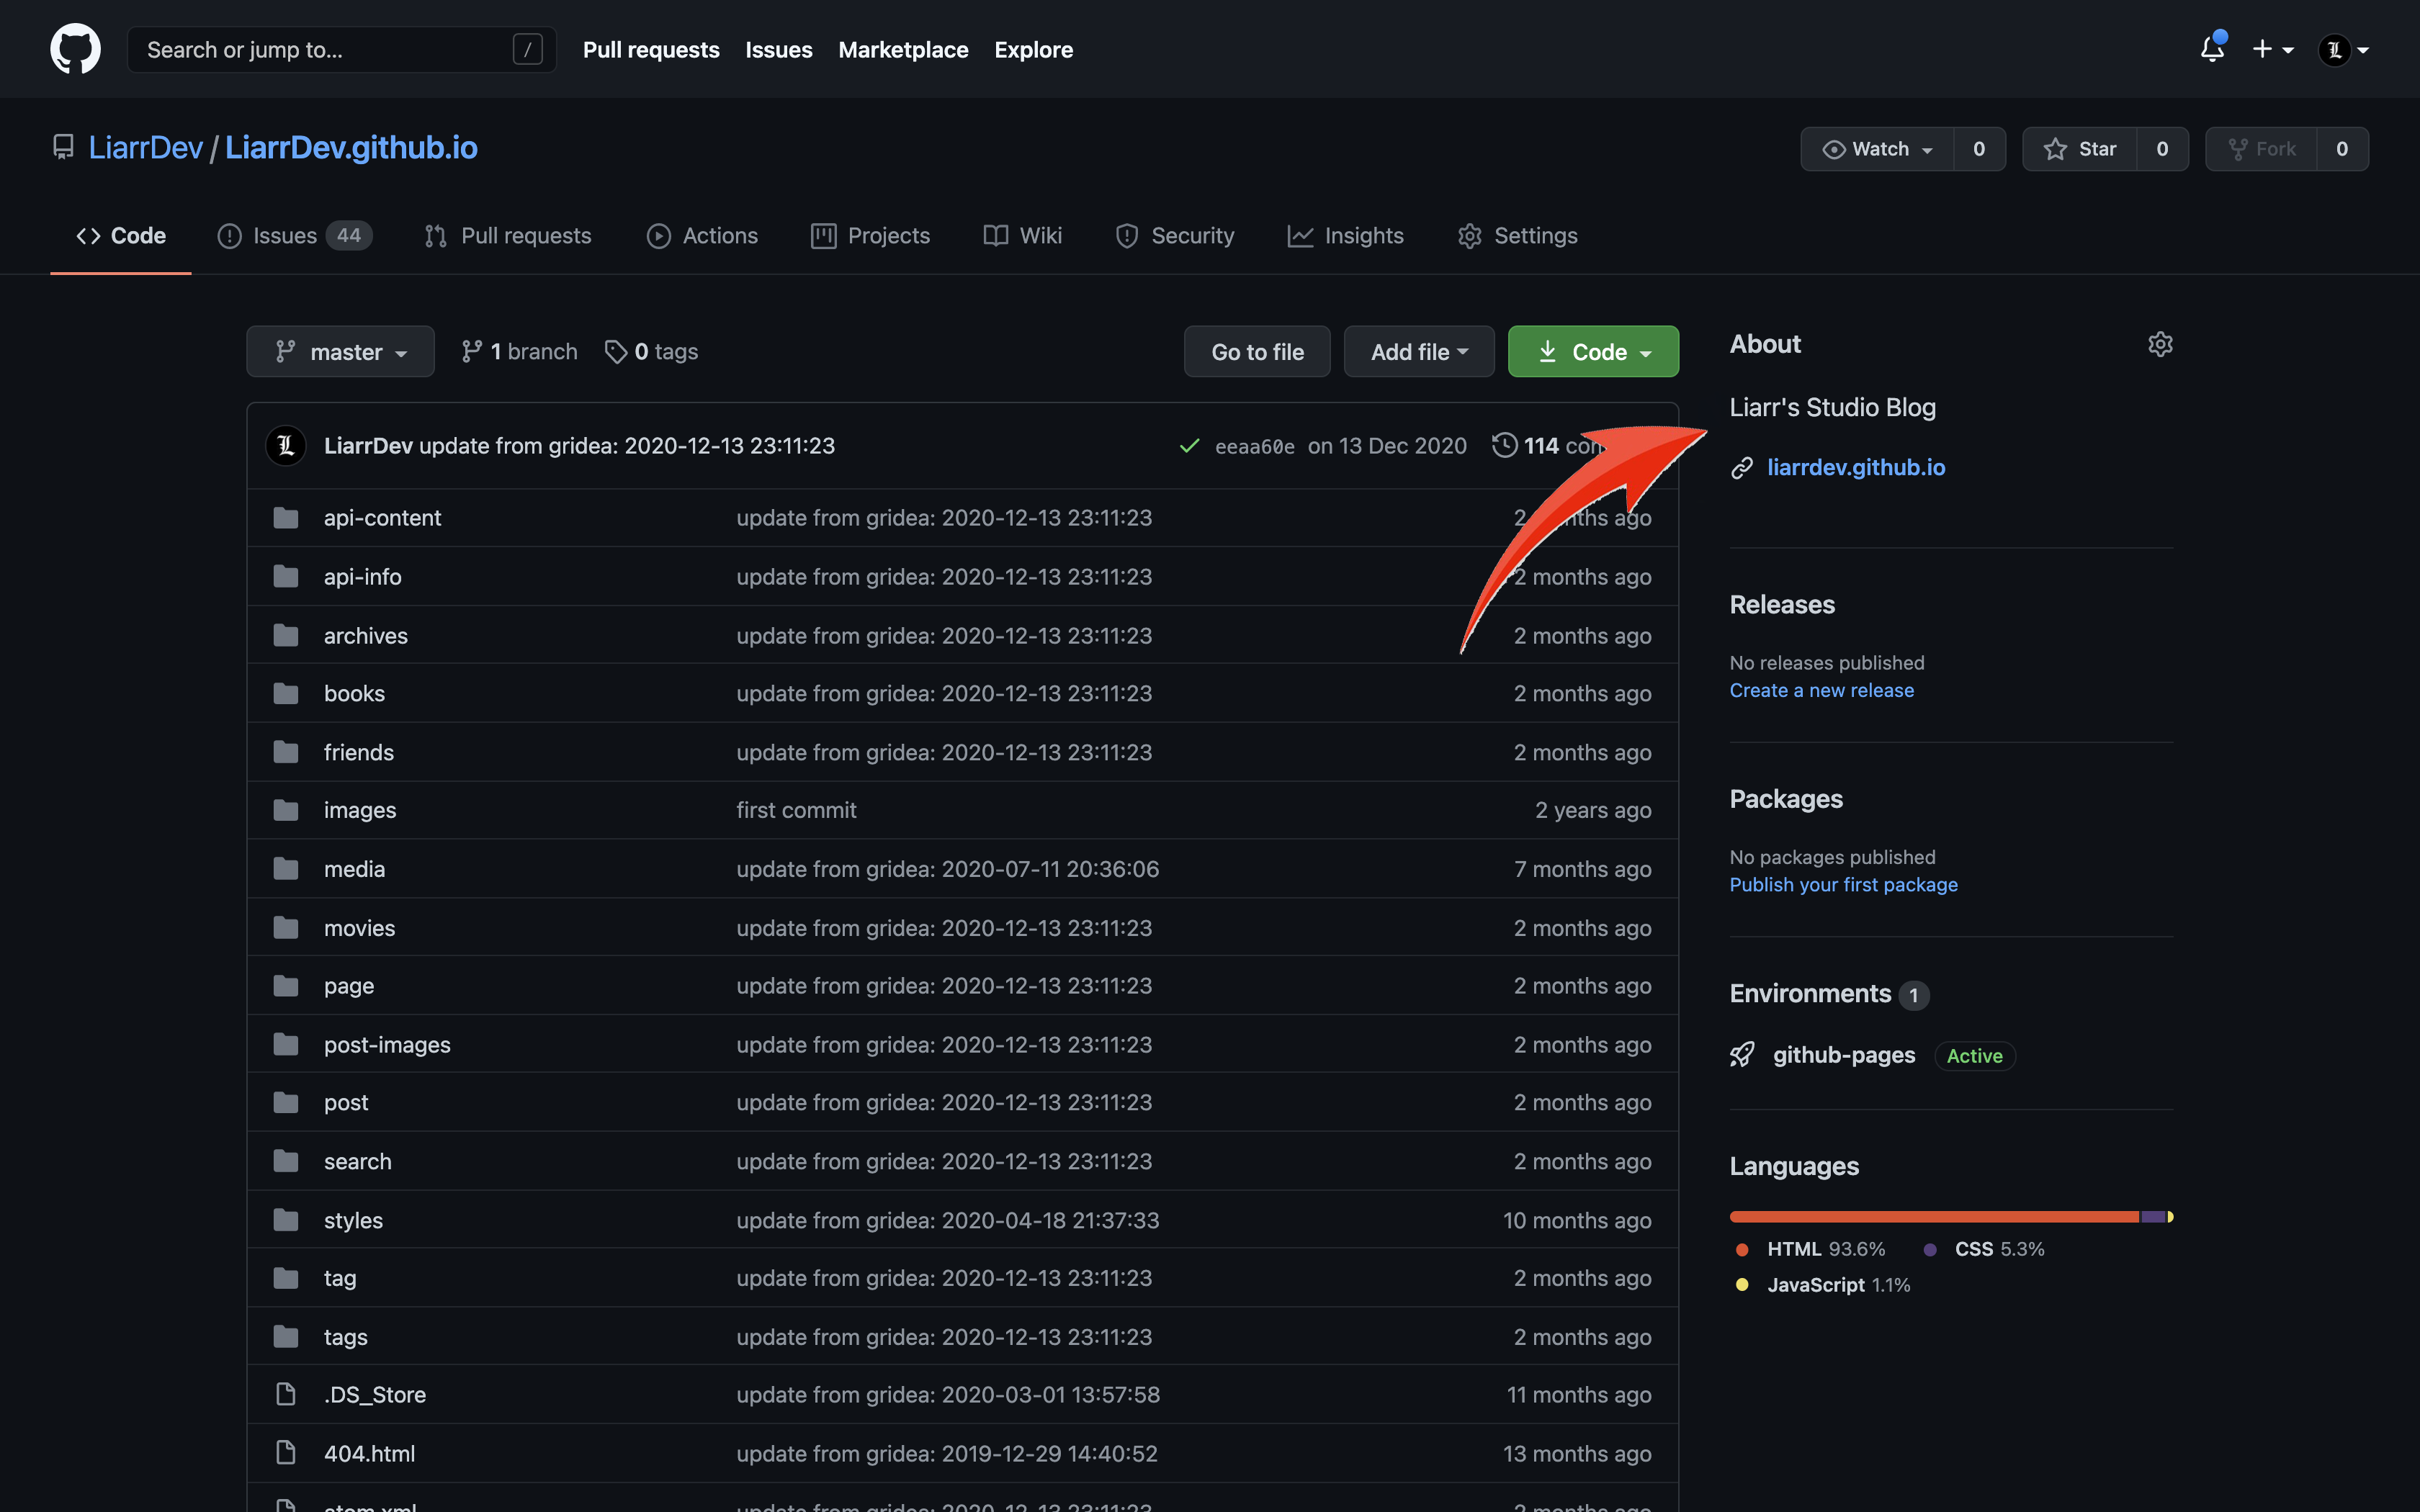 Search or jump to... / Pull requests Issues Marketplace Explore
LiarrDev / LiarrDev.github.io Watch 0 Star 0 Fork 0
Code Issues 44 Pull requests Actions Projects Wiki Security Insights Settings
master 1 branch 0 tags Go to file Add file Code
LiarrDev update from gridea: 2020-12-13 23:11:23 eeaa60e on 13 Dec 2020 114
api-content update from gridea: 2020-12-13 23:11:23 ago
api-info update from gridea: 2020-12-13 23:11:23 2 months ago
archives update from gridea: 2020-12-13 23:11:23 2 months ago
books update from gridea: 2020-12-13 23:11:23 2 months ago
friends update from gridea: 2020-12-13 23:11:23 2 months ago
images first commit 2 years ago
media update from gridea: 2020-07-11 20:36:06 7 months ago
movies update from gridea: 2020-12-13 23:11:23 2 months ago
page update from gridea: 2020-12-13 23:11:23 2 months ago
post-images update from gridea: 2020-12-13 23:11:23 2 months ago
post update from gridea: 2020-12-13 23:11:23 2 months ago
search update from gridea: 2020-12-13 23:11:23 2 months ago
styles update from gridea: 2020-04-18 21:37:33 10 months ago
tag update from gridea: 2020-12-13 23:11:23 2 months ago
tags update from gridea: 2020-12-13 23:11:23 2 months ago
.DS_Store update from gridea: 2020-03-01 13:57:58 11 months ago
404.html update from gridea: 2019-12-29 14:40:52 13 months ago
About
Liarr's Studio Blog
liarrdev.github.io
Releases
No releases published
Create a new release
Packages
No packages published
Publish your first package
Environments 1
github-pages Active
Languages
HTML 93.6% CSS 5.3%
JavaScript 1.1%